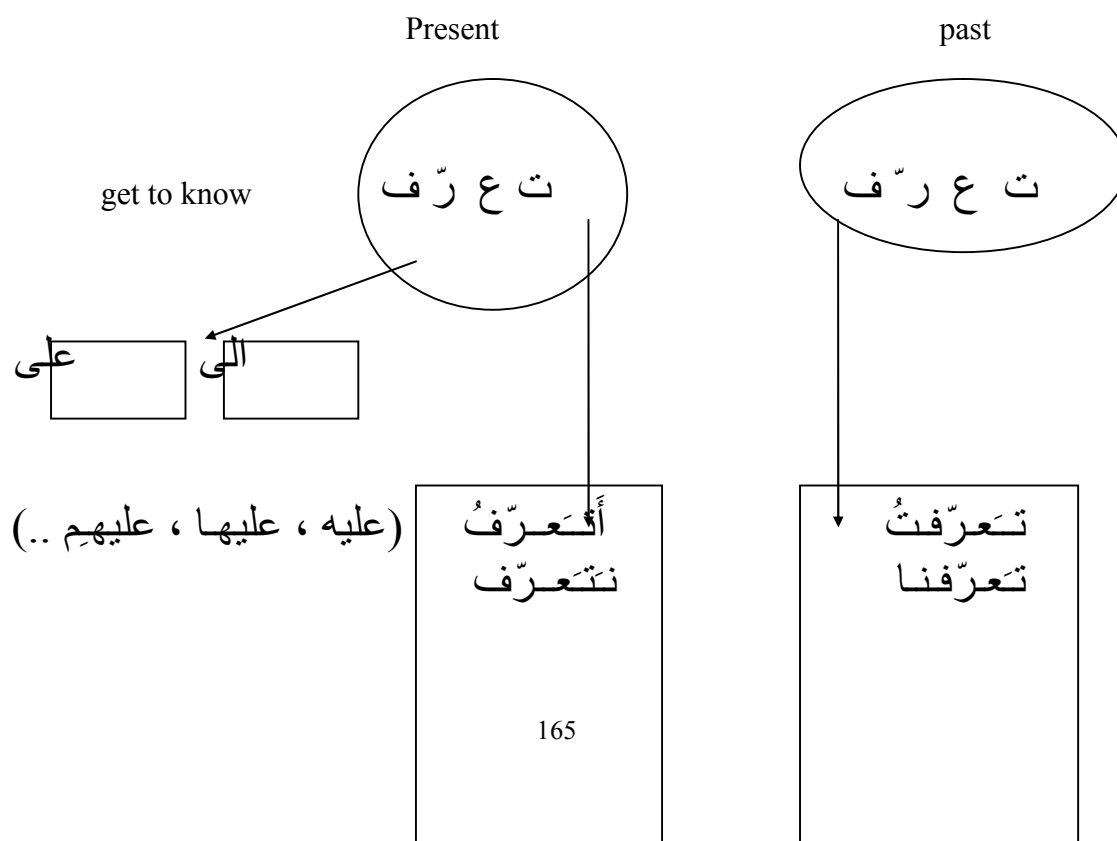 Present past
get to know ت ع رّ ف ت ع ر ّ ف
الى على
تَعرّفتُ أَتَعرّفُ (عليه ، عليها ، عليهِم ..)
تَعرّفنا نَتَعرّف
165